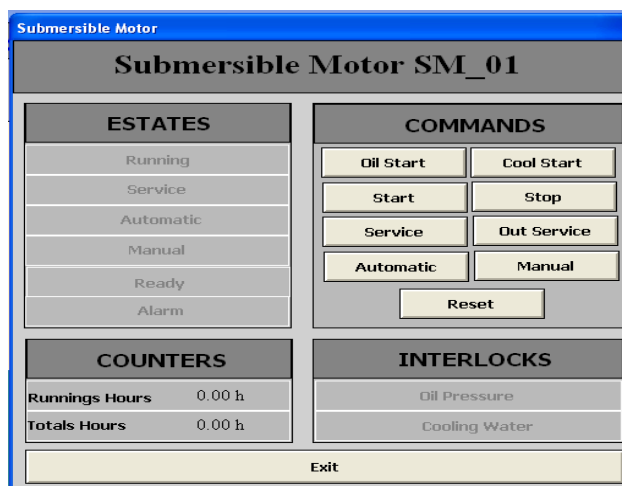 Submersible Motor
Submersible Motor SM_01
ESTATES
Running
Service
Automatic
Manual
Ready
Alarm
COMMANDS
Oil Start Cool Start
Start Stop
Service Out Service
Automatic Manual
Reset
COUNTERS
Runnings Hours 0.00 h
Totals Hours 0.00 h
INTERLOCKS
Oil Pressure
Cooling Water
Exit